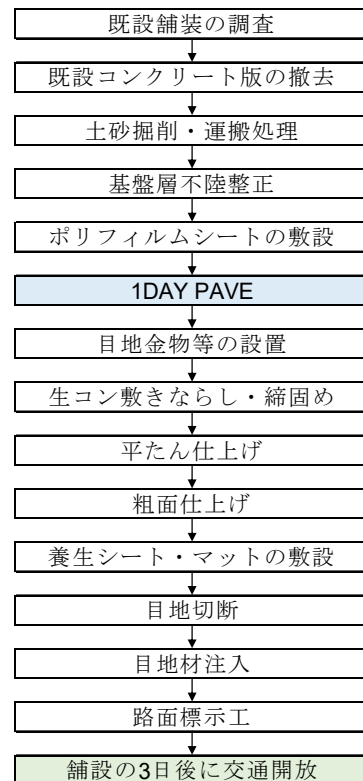 既設舗装の調査
既設コンクリート版の撤去
土砂掘削・運搬処理
基盤層不陸整正
ポリフィルムシートの敷設
1DAY PAVE
目地金物等の設置
生コン敷きならし・締固め
平たん仕上げ
粗面仕上げ
養生シート・マットの敷設
目地切断
目地材注入
路面標示工
舗設の3日後に交通開放